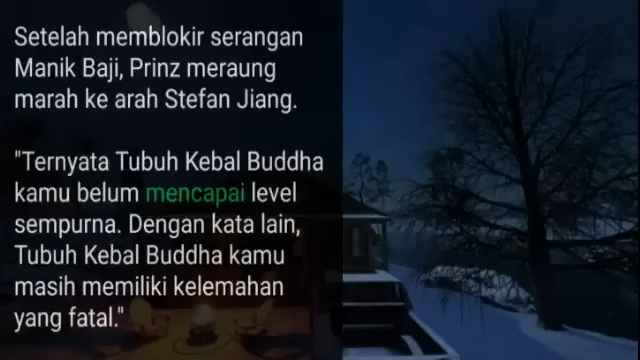 Setelah memblokir serangan
Manik Baji, Prinz meraung
marah ke arah Stefan Jiang.
"Ternyata Tubuh Kebal Buddha
kamu belum mencapai level
sempurna. Dengan kata lain,
Tubuh Kebal Buddha kamu
masih memiliki kelemahan
yang fatal."